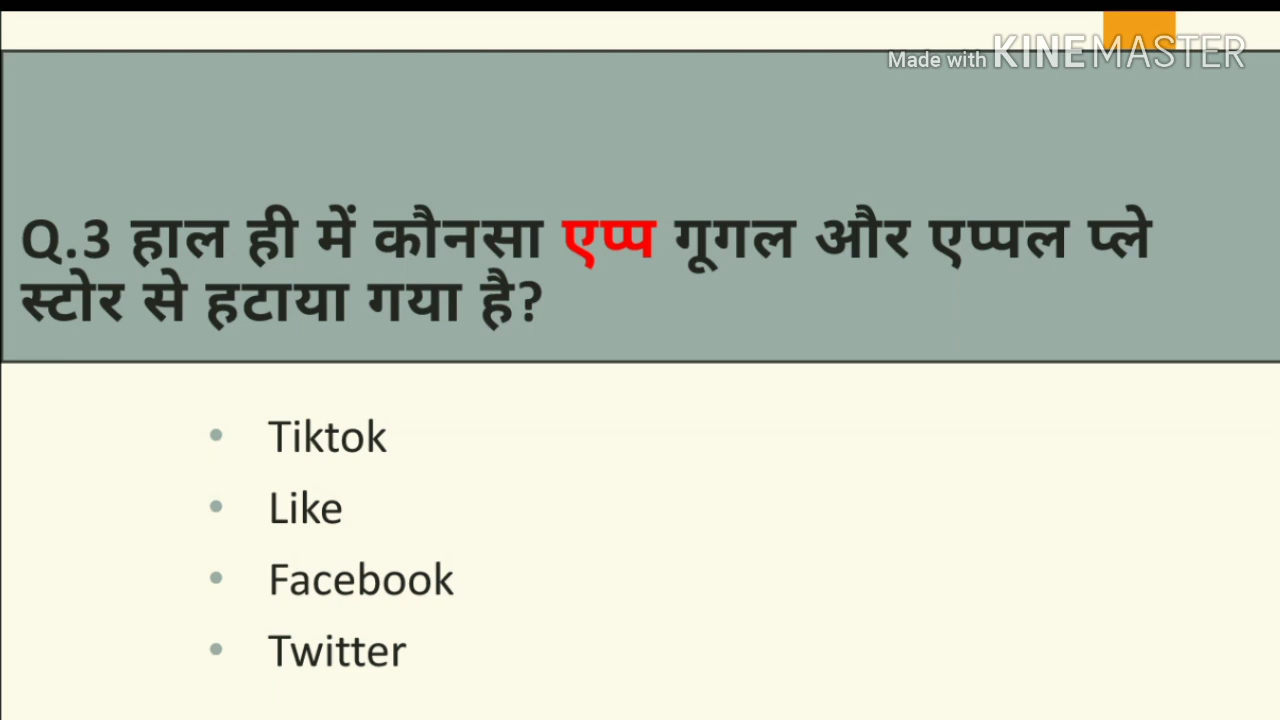 Made with KINEMASTER
Q.3 हाल ही में कौनसा एप्प गूगल और एप्पल प्ले
स्टोर से हटाया गया है?
• Tiktok
• Like
• Facebook
• Twitter